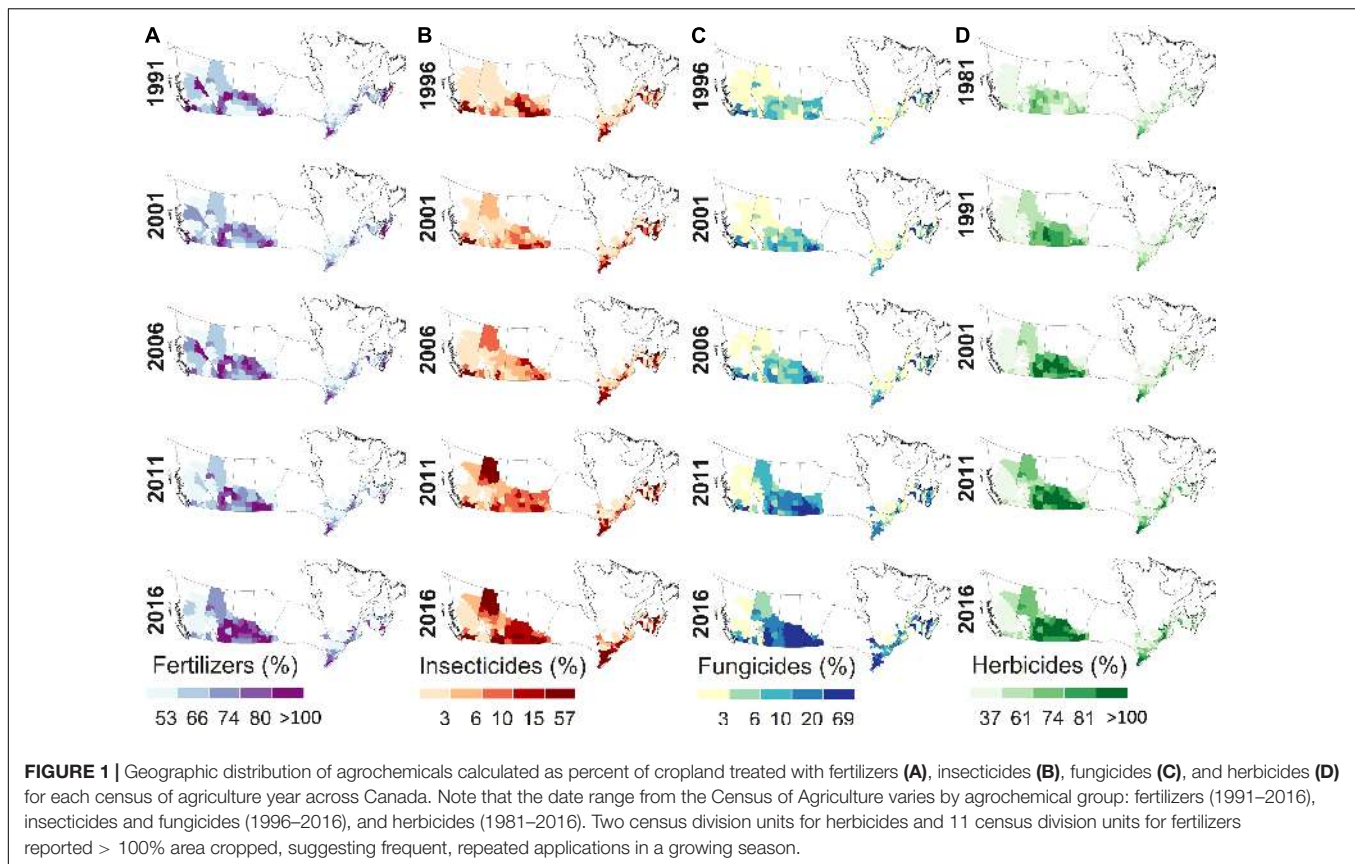 A
B
C
D
1991
1996
1996
1981
2001
2001
2001
1991
2006
2006
2006
2001
2011
2011
2011
2011
2016
2016
2016
2016
Fertilizers (%)
Insecticides (%)
Fungicides (%)
Herbicides (%)
53 66 74 80 >100
3 6 10 15 57
3 6 10 20 69
37 61 74 81 >100
FIGURE 1 | Geographic distribution of agrochemicals calculated as percent of cropland treated with fertilizers (A), insecticides (B), fungicides (C), and herbicides (D)
for each census of agriculture year across Canada. Note that the date range from the Census of Agriculture varies by agrochemical group: fertilizers (1991–2016),
insecticides and fungicides (1996–2016), and herbicides (1981–2016). Two census division units for herbicides and 11 census division units for fertilizers
reported > 100% area cropped, suggesting frequent, repeated applications in a growing season.